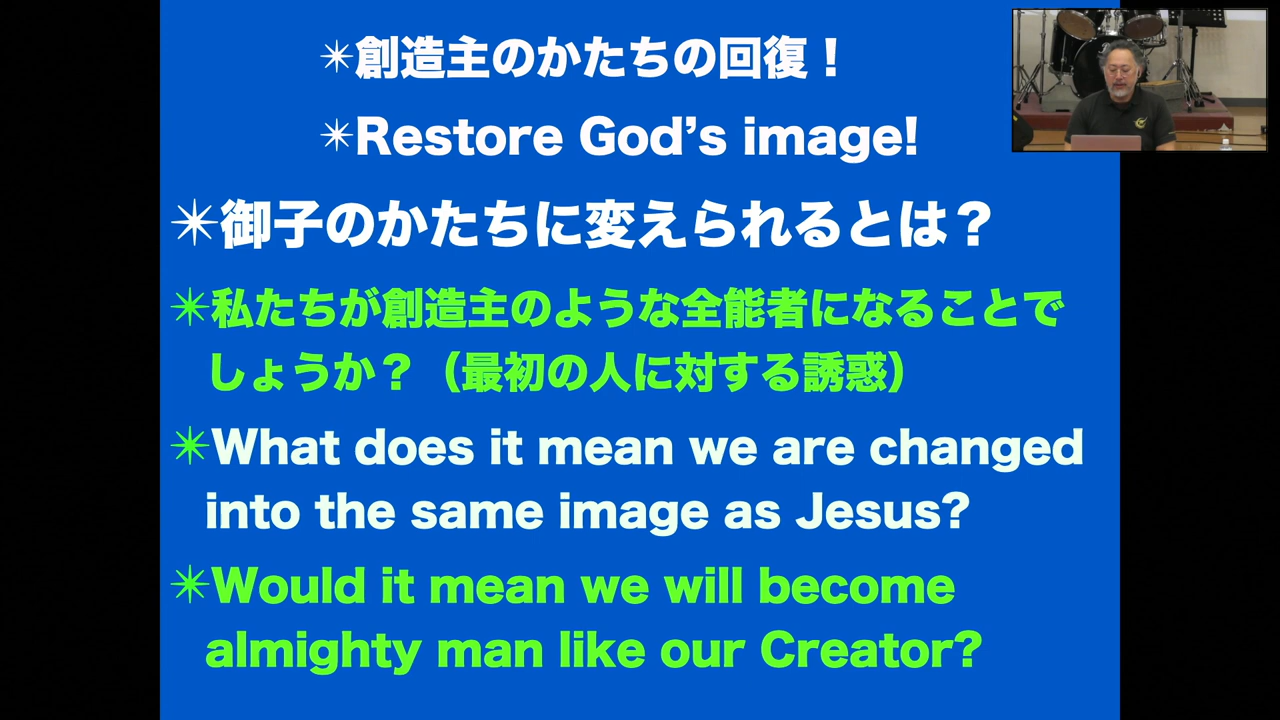 ✴創造主のかたちの回復！
✴Restore God’s image!
✴御子のかたちに変えられるとは？
✴私たちが創造主のような全能者になることで
しょうか？（最初の人に対する誘惑）
✴What does it mean we are changed
into the same image as Jesus?
✴Would it mean we will become
almighty man like our Creator?